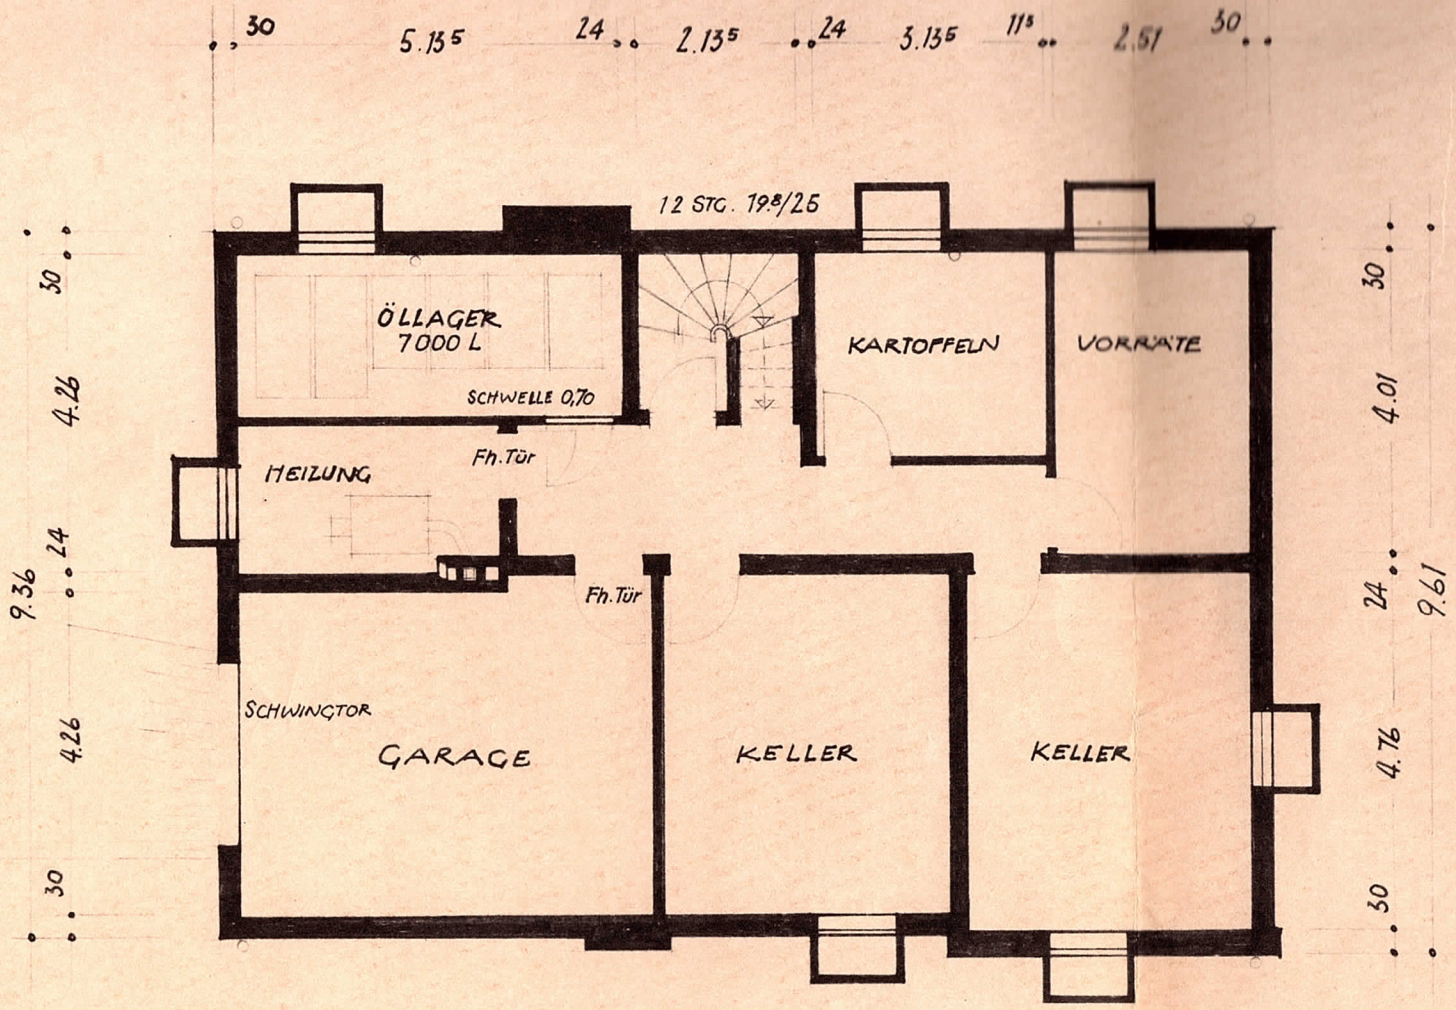 30 5.13⁵ 24 2.13⁵ 24 3.13⁵ 11⁵ 2.51 30
12 STG. 19.⁸/25
30
4.26
24
9.36
4.26
30
ÖLLAGER
7000 L
SCHWELLE 0,70
KARTOFFELN
VORRÄTE
HEIZUNG
Fh.Tür
Fh.Tür
SCHWINGTOR
GARAGE
KELLER
KELLER
30
4.01
24
9.61
4.76
30